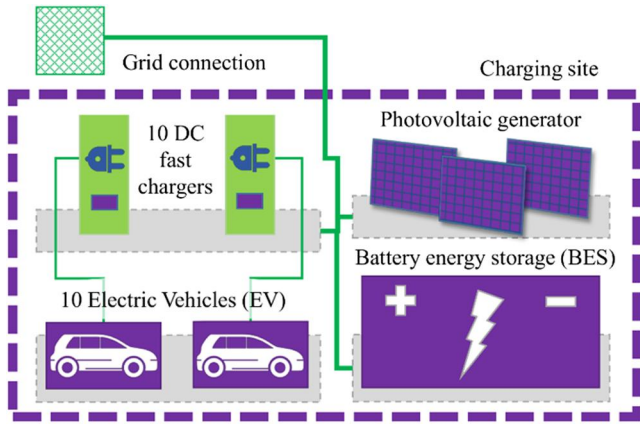 Grid connection
Charging site
10 DC
fast
chargers
Photovoltaic generator
Battery energy storage (BES)
10 Electric Vehicles (EV)